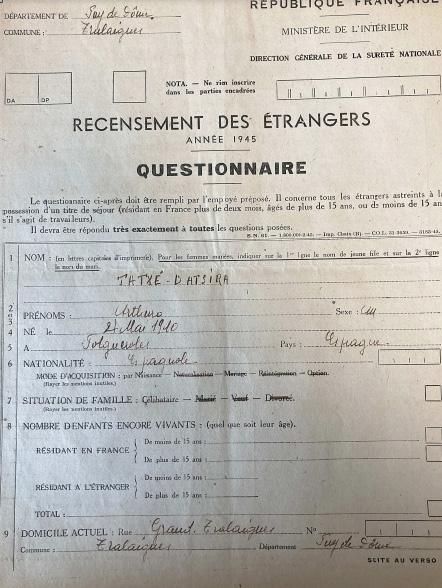 RÉPUBLIQUE FRANÇAISE
DÉPARTEMENT DE Puy de Dôme
COMMUNE : Tralaigues
MINISTÈRE DE L'INTÉRIEUR
DIRECTION GÉNÉRALE DE LA SURETÉ NATIONALE
NOTA. — Ne rien inscrire
dans les parties encadrées
DA DP
RECENSEMENT DES ÉTRANGERS
ANNÉE 1945
QUESTIONNAIRE
Le questionnaire ci-après doit être rempli par l'employé préposé. Il concerne tous les étrangers astreints à la
possession d'un titre de séjour (résidant en France plus de deux mois, âgés de plus de 15 ans, ou de moins de 15 ans
s'il s'agit de travailleurs).
Il devra être répondu très exactement à toutes les questions posées.
1 NOM : (en lettres capitales d'imprimerie). Pour les femmes mariées, indiquer sur la 1re ligne le nom de jeune fille et sur la 2e ligne
le nom du mari.
TATXÉ-DATSIRA
2
3 PRÉNOMS : Arthuro Sexe :
4 NÉ le 2 Mai 1910
5 A Folgueroles Pays : Espagne
6 NATIONALITÉ : Espagnole
MODE D'ACQUISITION : par Naissance — Naturalisation — Mariage — Réintégration — Option.
(Rayer les mentions inutiles).
7 SITUATION DE FAMILLE : Célibataire — Marié — Veuf — Divorcé.
(Rayer les mentions inutiles).
8 NOMBRE D'ENFANTS ENCORE VIVANTS : (quel que soit leur âge).
RÉSIDANT EN FRANCE
De moins de 15 ans :
De plus de 15 ans :
RÉSIDANT A L'ÉTRANGER
De moins de 15 ans :
De plus de 15 ans :
TOTAL :
9 DOMICILE ACTUEL : Rue Grand. Tralaigues No
Commune : Tralaigues Département Puy de Dôme
SUITE AU VERSO